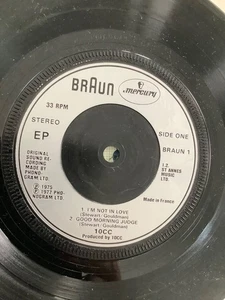 BRAUN
mercury
33 RPM
STEREO
SIDE ONE
EP
BRAUN 1
ORIGINAL
SOUND RE-
CORDING
MADE BY
PHONO-
GRAM LTD.
I.Z.
ST ANNES
MUSIC
LTD.
℗ 1975
℗ 1977 PHO-
NOGRAM LTD.
Made in France
1. I M NOT IN LOVE
(Stewart - Gouldman)
2. GOOD MORNING JUDGE
(Stewart - Gouldman)
10CC
Produced by 10CC